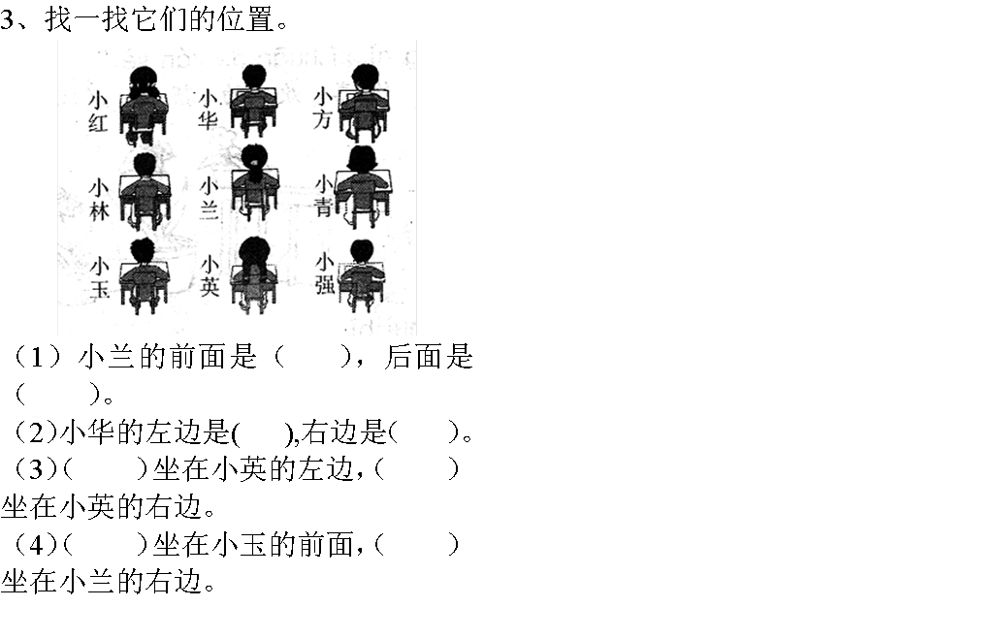 3、找一找它们的位置。
小红 小华 小方
小林 小兰 小青
小玉 小英 小强
（1）小兰的前面是（ ），后面是
（ ）。
（2）小华的左边是( ),右边是（ ）。
（3）（ ）坐在小英的左边，（ ）
坐在小英的右边。
（4）（ ）坐在小玉的前面，（ ）
坐在小兰的右边。